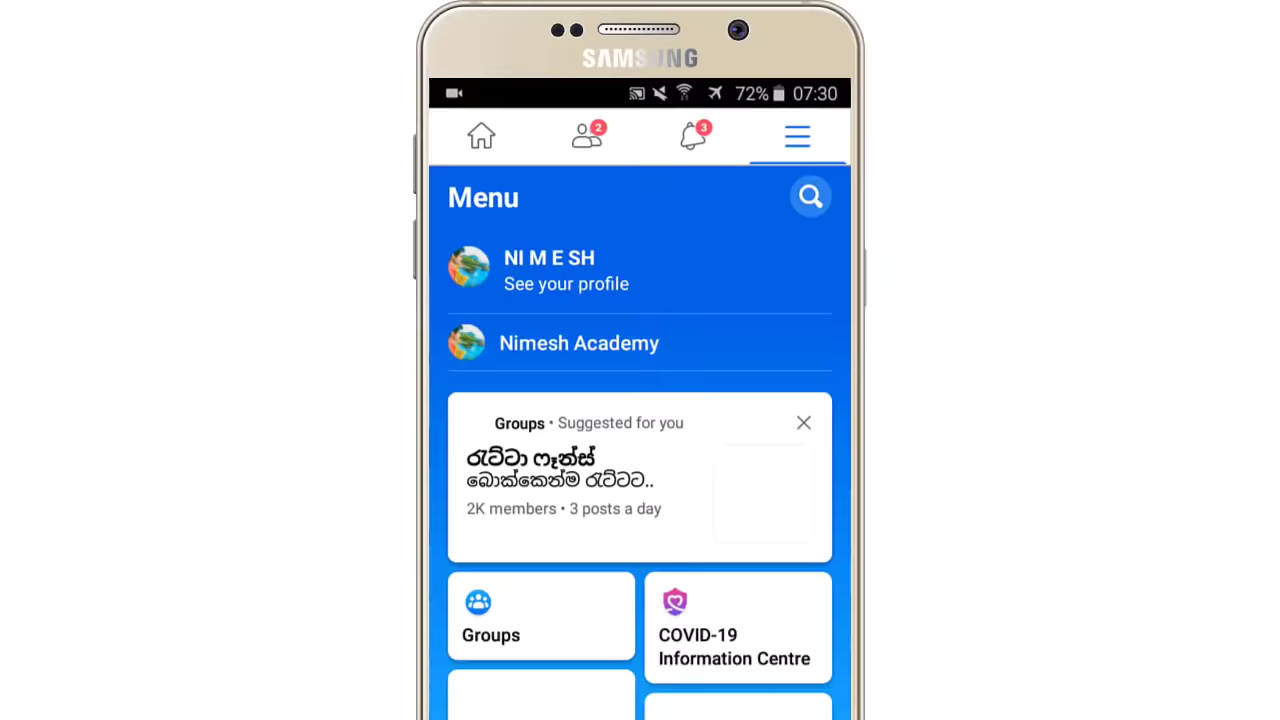 SAMSUNG
72% 07:30
2
3
Menu
NI M E SH
See your profile
Nimesh Academy
Groups • Suggested for you
රැට්ටා ෆෑන්ස්
බොක්කෙන්ම රැට්ටට..
2K members • 3 posts a day
Groups
COVID-19
Information Centre